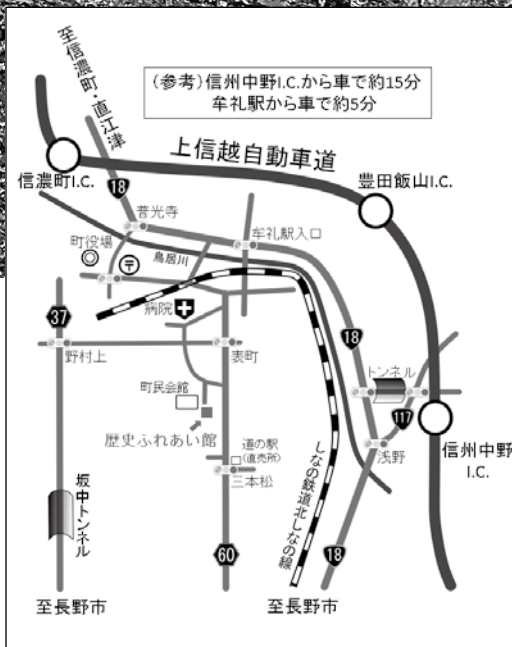 (参考)信州中野I.C.から車で約15分
牟礼駅から車で約5分
至信濃町・直江津
上信越自動車道
信濃町I.C.
18
豊田飯山I.C.
普光寺
町役場
鳥居川
牟礼駅入口
〒
37
病院
18
野村上
表町
トンネル
町民会館
117
歴史ふれあい館
道の駅
(直売所)
三本松
浅野
信州中野
I.C.
しなの鉄道北しなの線
坂中トンネル
60
18
至長野市
至長野市